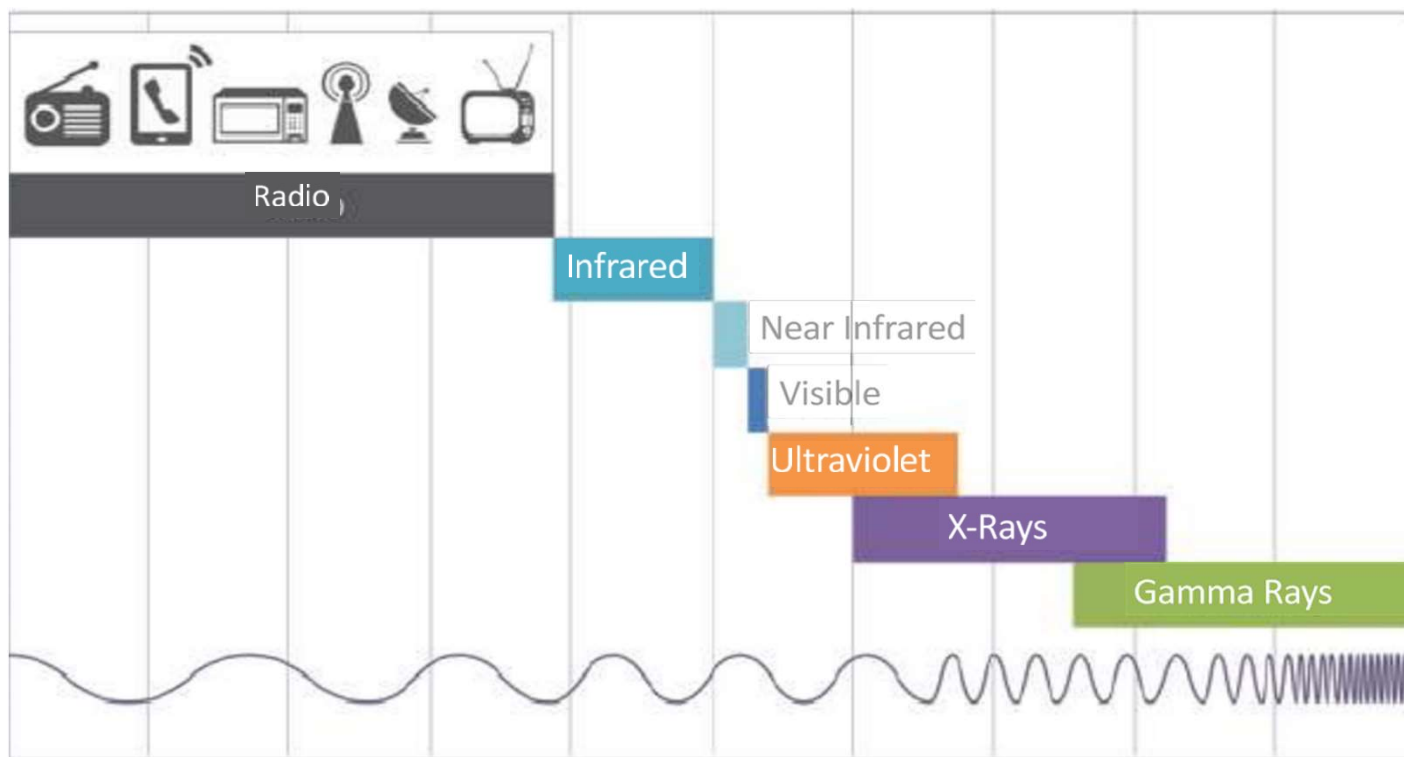 Radio
Infrared
Near Infrared
Visible
Ultraviolet
X-Rays
Gamma Rays